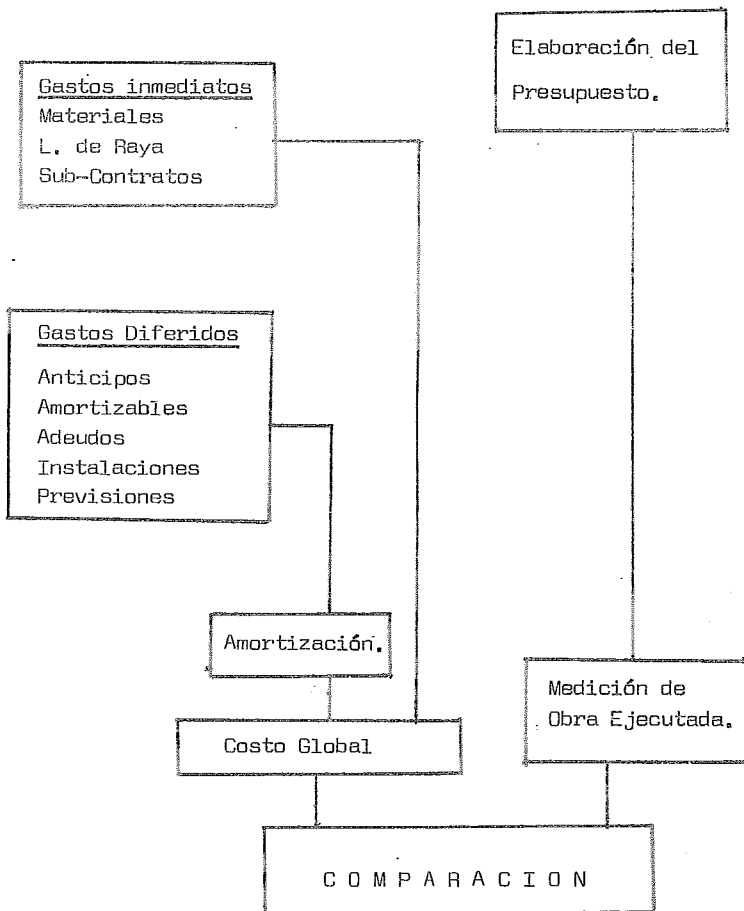 Elaboración del
Presupuesto.
Gastos inmediatos
Materiales
L. de Raya
Sub-Contratos
Gastos Diferidos
Anticipos
Amortizables
Adeudos
Instalaciones
Previsiones
Amortización.
Medición de
Obra Ejecutada.
Costo Global
COMPARACION